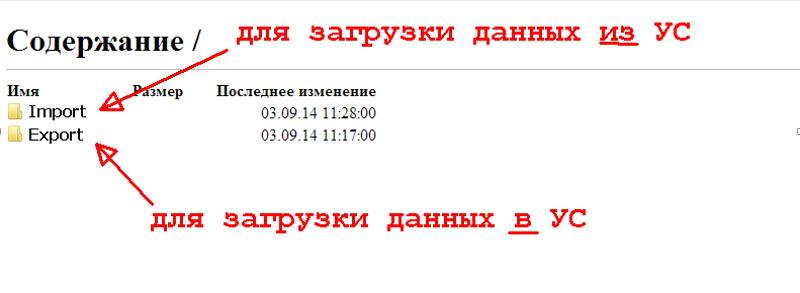 для загрузки данных из УС
Содержание /
Имя Размер Последнее изменение
Import 03.09.14 11:28:00
Export 03.09.14 11:17:00
для загрузки данных в УС